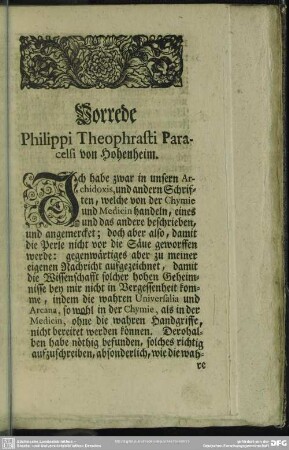 Vorrede
Philippi Theophrasti Para-
celsi von Hohenheim.
Ich habe zwar in unsern Ar-
chidoxis, und andern Schrif-
ten, welche von der Chymie
und Medicin handeln, eines
und das andere beschrieben,
und angemercket; doch aber also, damit
die Perle nicht vor die Säue geworffen
werde: gegenwärtiges aber zu meiner
eigenen Nachricht aufgezeichnet, damit
die Wissenschafft solcher hohen Geheim-
nisse bey mir nicht in Vergessenheit kom-
me, indem die wahren Universalia und
Arcana, so wohl in der Chymie, als in der
Medicin, ohne die wahren Handgriffe,
nicht bereitet werden können. Derohal-
ben habe nöthig befunden, solches richtig
aufzuschreiben, absonderlich, wie die wah-
re
DFG